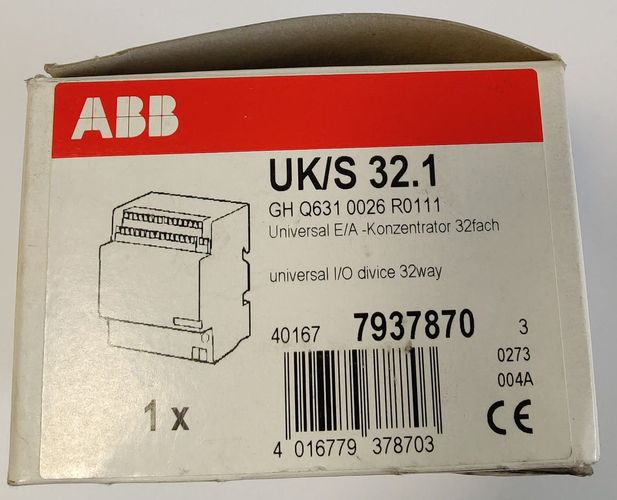 ABB
UK/S 32.1
GH Q631 0026 R0111
Universal E/A -Konzentrator 32fach
universal I/O divice 32way
40167 7937870 3
0273
004A
1 x
CE
4 016779 378703